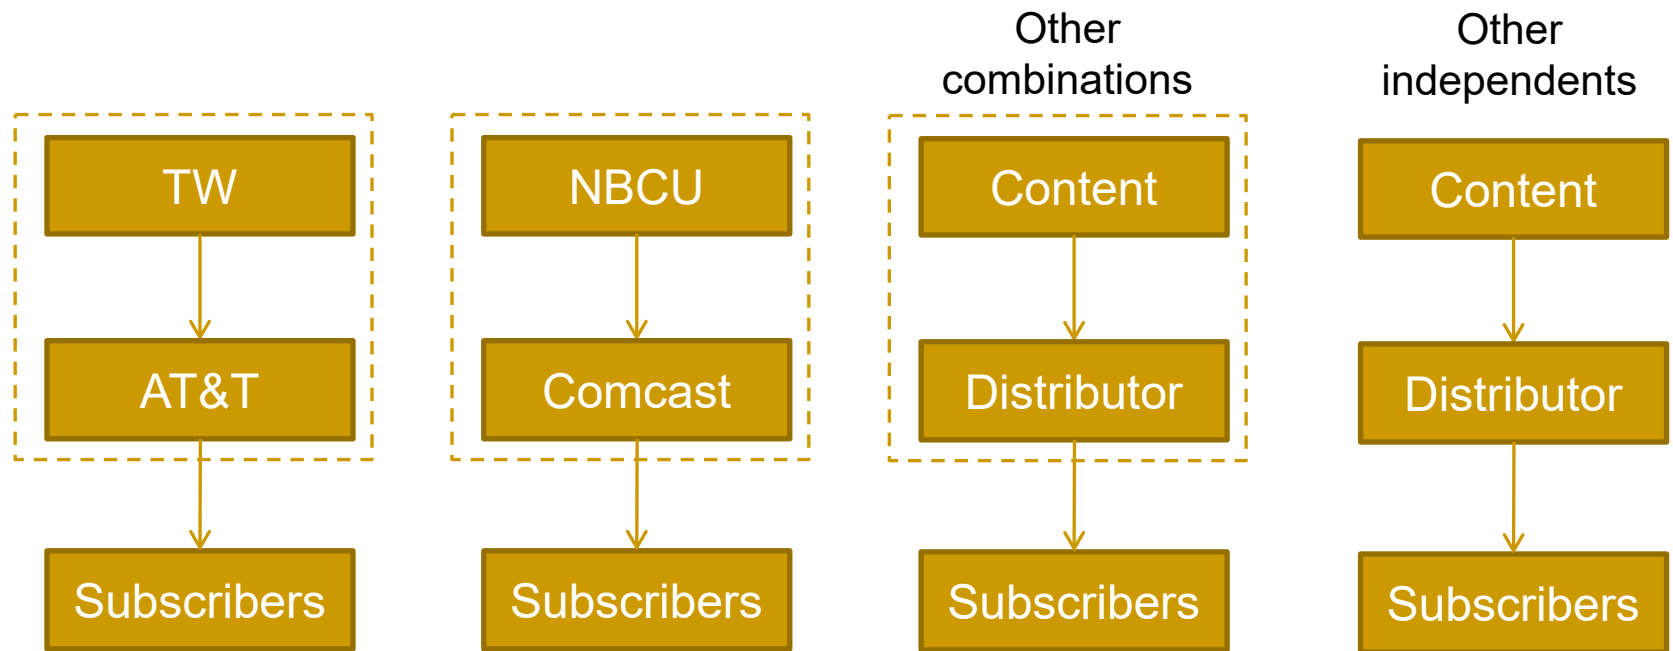 Other
combinations
Other
independents
TW
NBCU
Content
Content
AT&T
Comcast
Distributor
Distributor
Subscribers
Subscribers
Subscribers
Subscribers